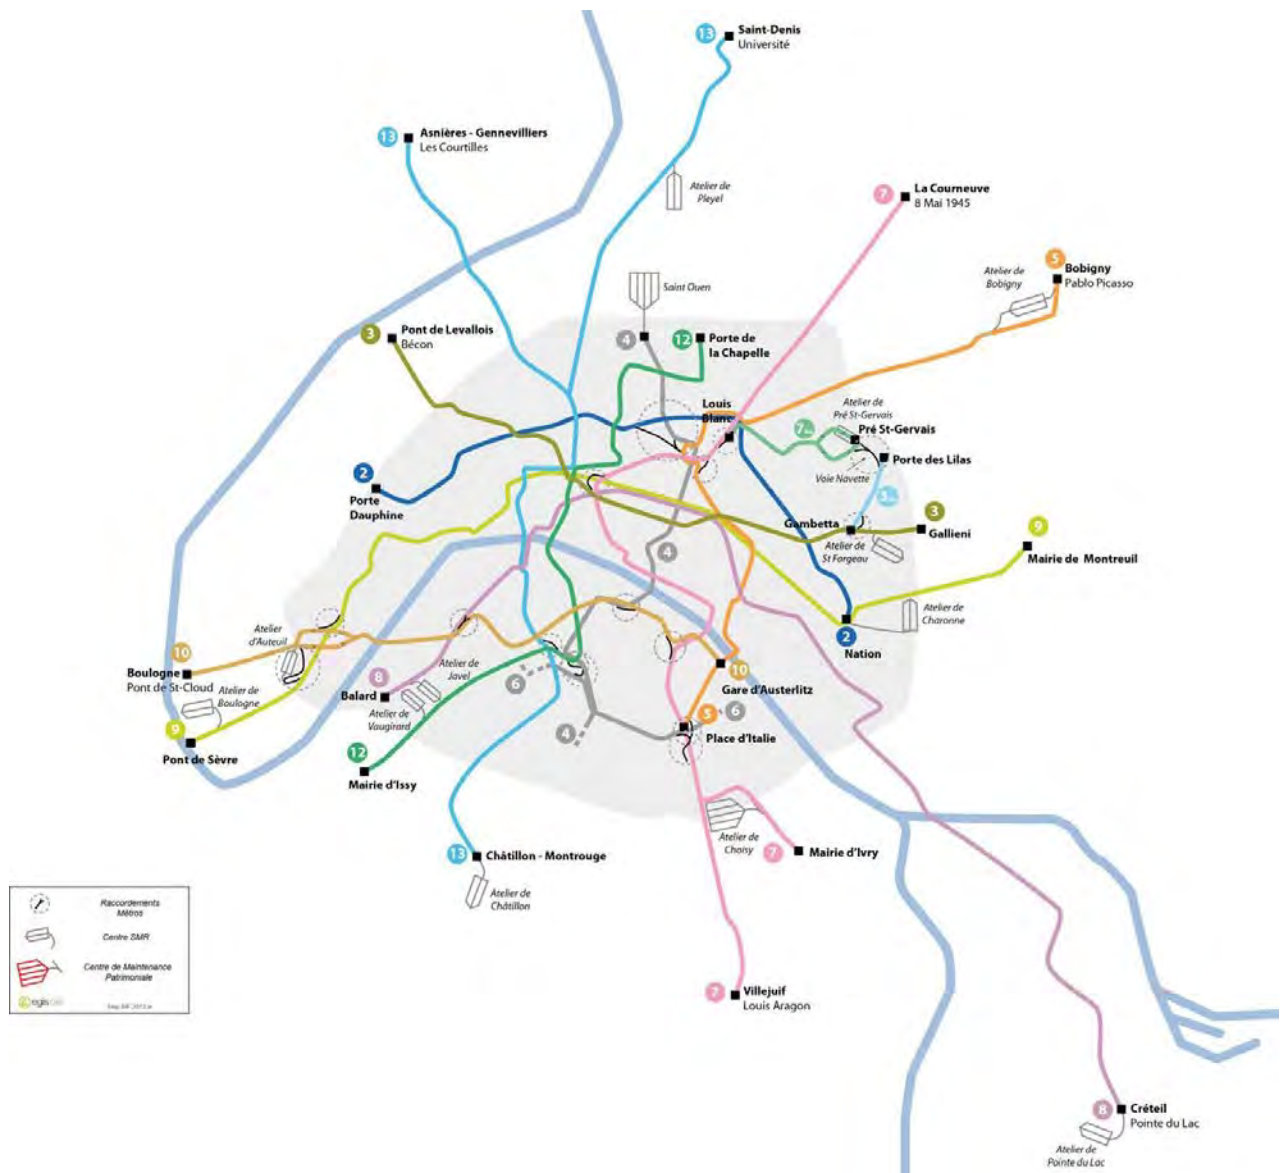 13
Saint-Denis
Université
13
Asnières - Gennevilliers
Les Courtilles
Atelier de
Pleyel
7
La Courneuve
8 Mai 1945
5
Bobigny
Pablo Picasso
Atelier de
Bobigny
Saint Ouen
3
Pont de Levallois
Bécon
4
12
Porte de
la Chapelle
Louis
Blanc
Atelier de
Pré St-Gervais
7bis
Pré St-Gervais
Porte des Lilas
Voie Navette
2
Porte
Dauphine
Gambetta
3
Gallieni
Atelier de
St Fargeau
9
Mairie de Montreuil
4
Atelier de
Charonne
2
Nation
Atelier
d'Auteuil
10
Boulogne
Pont de St-Cloud
Atelier de
Boulogne
8
Balard
Atelier de
Javel
Atelier de
Vaugirard
6
10
Gare d'Austerlitz
5
6
Place d'Italie
4
9
Pont de Sèvre
12
Mairie d'Issy
13
Châtillon - Montrouge
Atelier de
Châtillon
Atelier de
Choisy
7
Mairie d'Ivry
7
Villejuif
Louis Aragon
8
Créteil
Pointe du Lac
Atelier de
Pointe du Lac
Raccordements
Métros
Centre SMR
Centre de Maintenance
Patrimoniale
egis